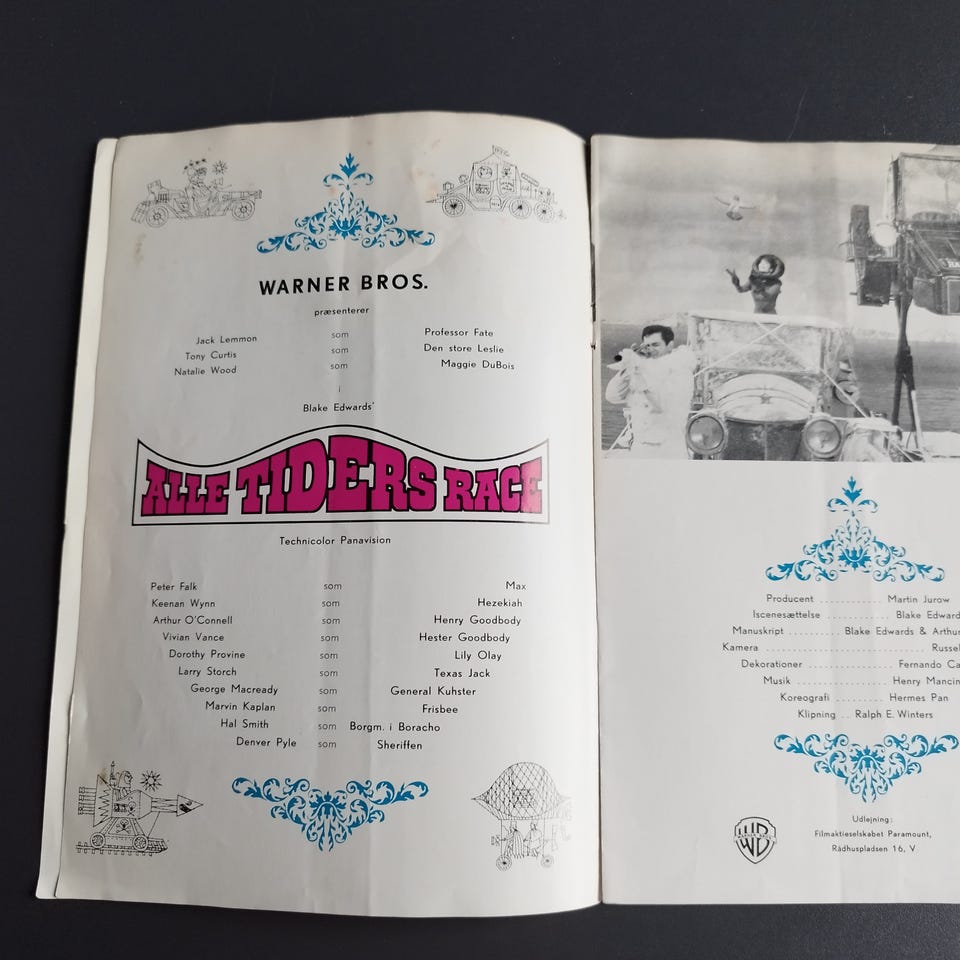 WARNER BROS.
præsenterer
Jack Lemmon som Professor Fate
Tony Curtis som Den store Leslie
Natalie Wood som Maggie DuBois
i
Blake Edwards'
ALLE TIDERS RACE
Technicolor Panavision
Peter Falk som Max
Keenan Wynn som Hezekiah
Arthur O'Connell som Henry Goodbody
Vivian Vance som Hester Goodbody
Dorothy Provine som Lily Olay
Larry Storch som Texas Jack
George Macready som General Kuhster
Marvin Kaplan som Frisbee
Hal Smith som Borgm. i Boracho
Denver Pyle som Sheriffen
Producent .......... Martin Jurow
Iscenesættelse .......... Blake Edward
Manuskript ....... Blake Edwards & Arthu
Kamera .................... Russel
Dekorationer .............. Fernando Ca
Musik ............. Henry Mancin
Koreografi ......... Hermes Pan
Klipning .. Ralph E. Winters
WB
Udlejning:
Filmaktieselskabet Paramount,
Rådhuspladsen 16, V